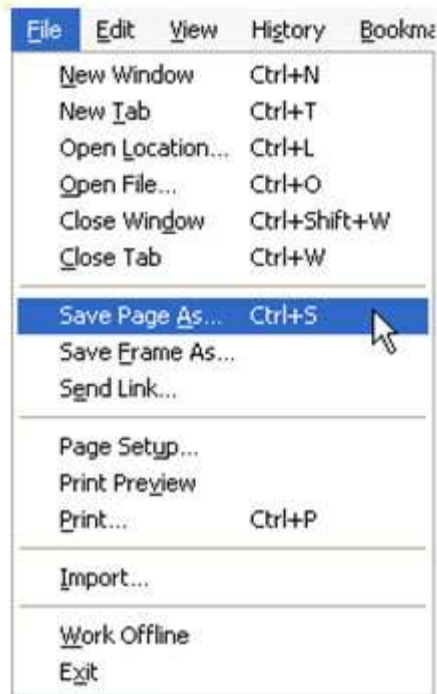 File Edit View History Bookma
New Window Ctrl+N
New Tab Ctrl+T
Open Location... Ctrl+L
Open File... Ctrl+O
Close Window Ctrl+Shift+W
Close Tab Ctrl+W
Save Page As... Ctrl+S
Save Frame As...
Send Link...
Page Setup...
Print Preview
Print... Ctrl+P
Import...
Work Offline
Exit